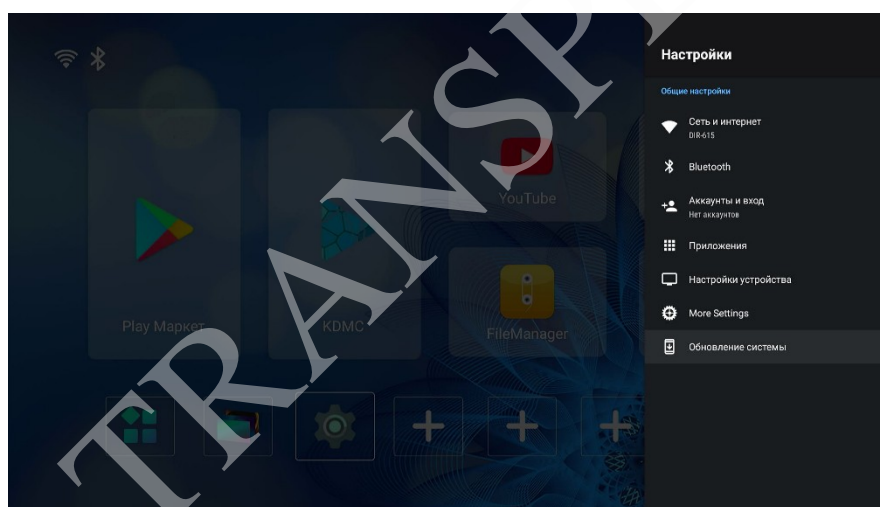 Настройки
Общие настройки
Сеть и интернет
DIR-615
Bluetooth
Аккаунты и вход
Нет аккаунтов
Приложения
Настройки устройства
More Settings
Обновление системы
YouTube
Play Маркет
KDMC
FileManager
TRANSP